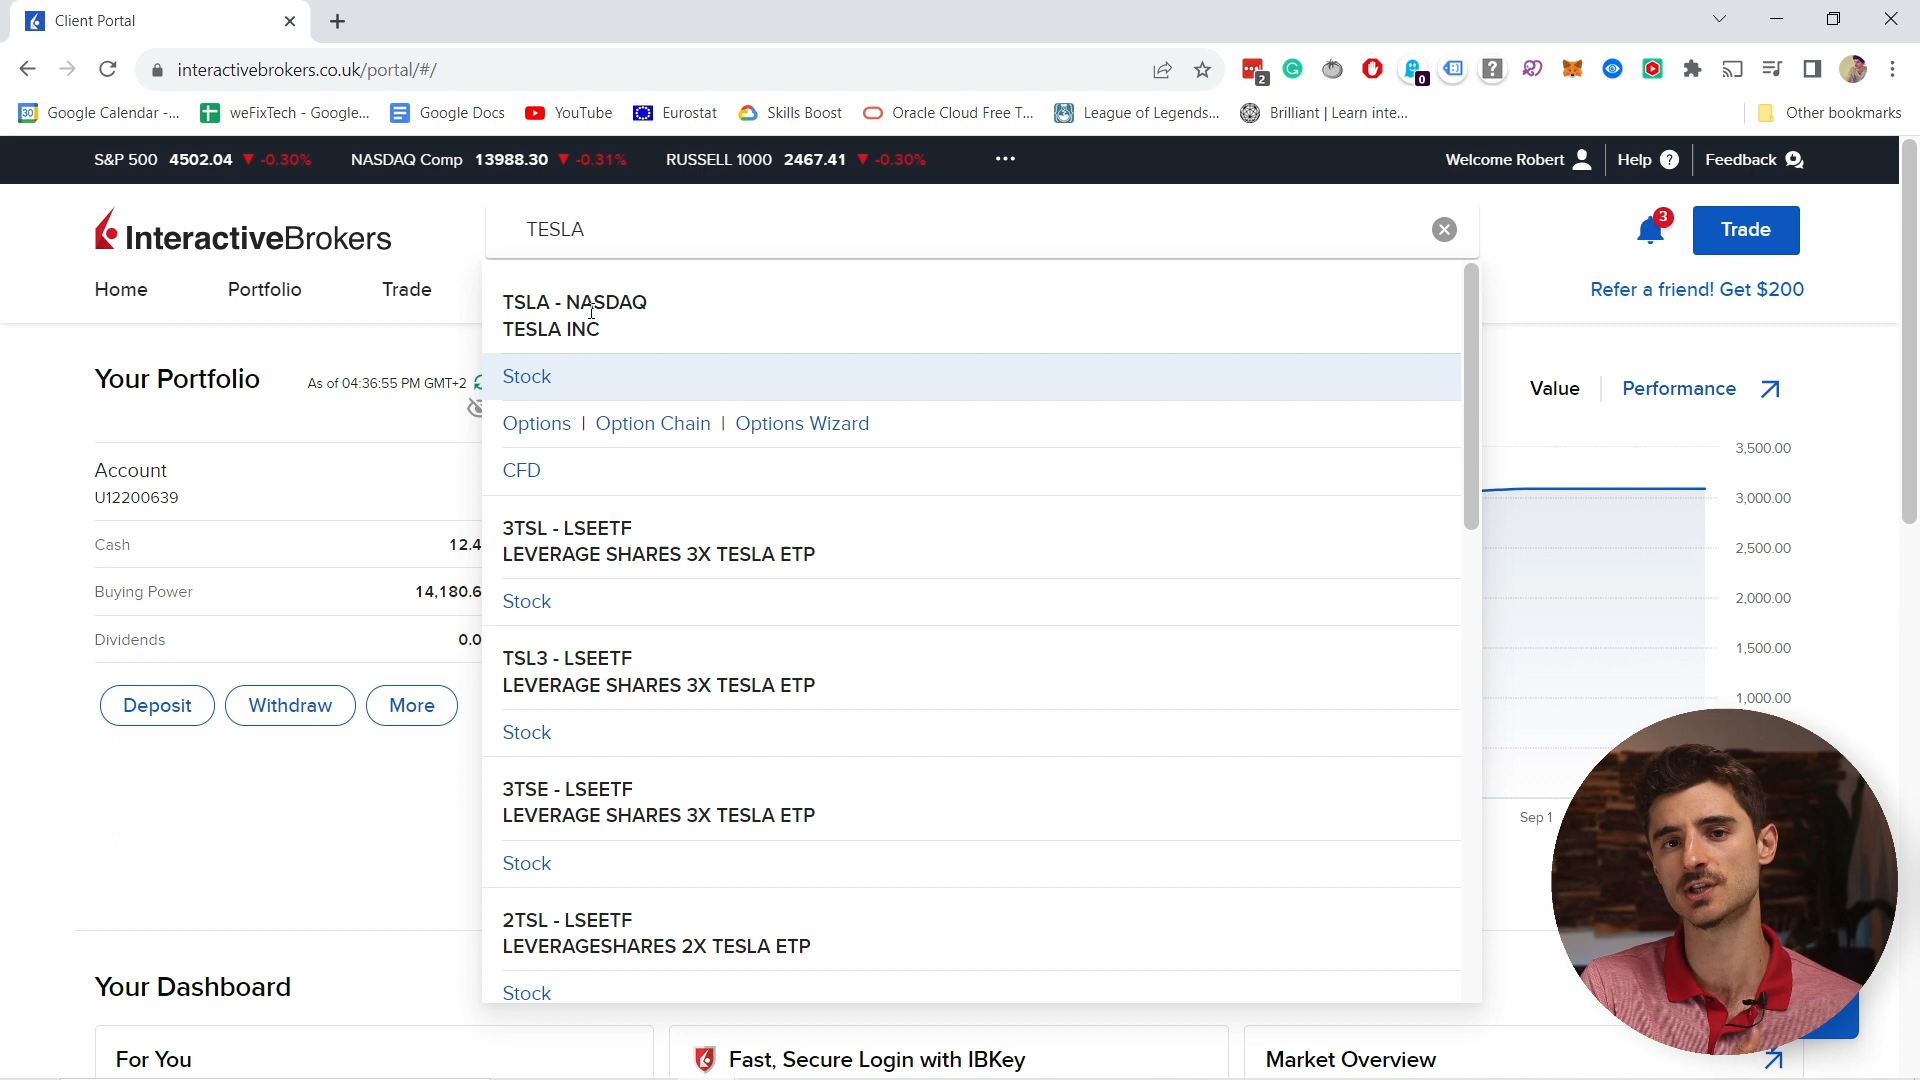 Client Portal
interactivebrokers.co.uk/portal/#/
2
0
30 Google Calendar -... weFixTech - Google... Google Docs YouTube Eurostat Skills Boost Oracle Cloud Free T... League of Legends... Brilliant | Learn inte... Other bookmarks
S&P 500 4502.04 -0.30% NASDAQ Comp 13988.30 -0.31% RUSSELL 1000 2467.41 -0.30% ••• Welcome Robert Help ? Feedback
InteractiveBrokers
TESLA
3
Trade
Home Portfolio Trade
Refer a friend! Get $200
TSLA - NASDAQ
TESLA INC
Stock
Options | Option Chain | Options Wizard
CFD
3TSL - LSEETF
LEVERAGE SHARES 3X TESLA ETP
Stock
TSL3 - LSEETF
LEVERAGE SHARES 3X TESLA ETP
Stock
3TSE - LSEETF
LEVERAGE SHARES 3X TESLA ETP
Stock
2TSL - LSEETF
LEVERAGESHARES 2X TESLA ETP
Stock
Your Portfolio As of 04:36:55 PM GMT+2
Account
U12200639
Cash 12.4
Buying Power 14,180.6
Dividends 0.0
Deposit Withdraw More
Value Performance
3,500.00
3,000.00
2,500.00
2,000.00
1,500.00
1,000.00
Sep 1
Your Dashboard
For You
Fast, Secure Login with IBKey
Market Overview